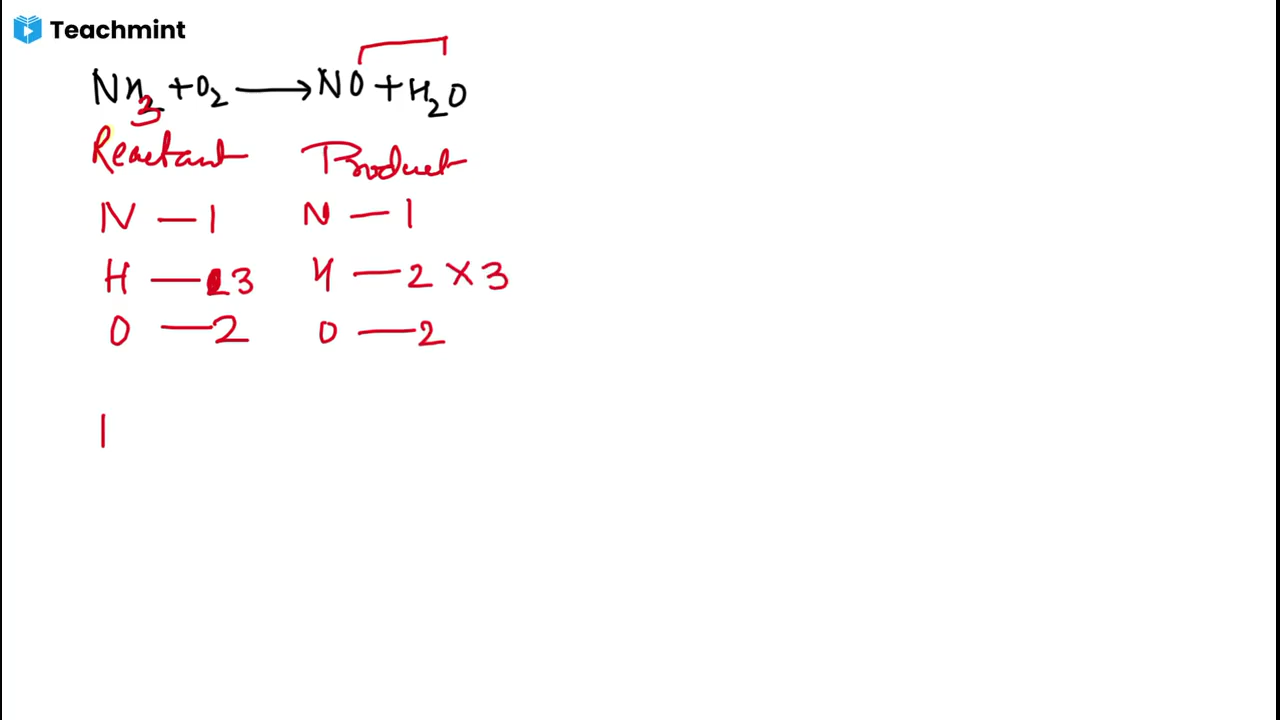 Teachmint
NH₃ + O₂ ⟶ NO + H₂O
Reactant Product
N — 1 N — 1
H — 3 H — 2 × 3
O — 2 O — 2
|